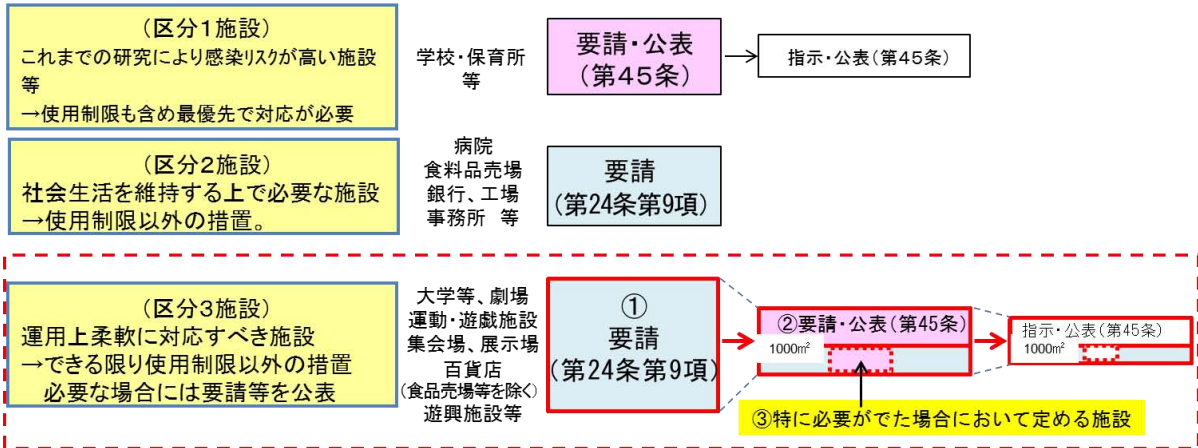 (区分1施設)
これまでの研究により感染リスクが高い施設
等
→使用制限も含め最優先で対応が必要
学校・保育所
等
要請・公表
(第45条)
指示・公表(第45条)
(区分2施設)
社会生活を維持する上で必要な施設
→使用制限以外の措置。
病院
食料品売場
銀行、工場
事務所 等
要請
(第24条第9項)
(区分3施設)
運用上柔軟に対応すべき施設
→できる限り使用制限以外の措置
必要な場合には要請等を公表
大学等、劇場
運動・遊戯施設
集会場、展示場
百貨店
(食品売場等を除く)
遊興施設等
①
要請
(第24条第9項)
②要請・公表(第45条)
1000㎡
③特に必要がでた場合において定める施設
指示・公表(第45条)
1000㎡